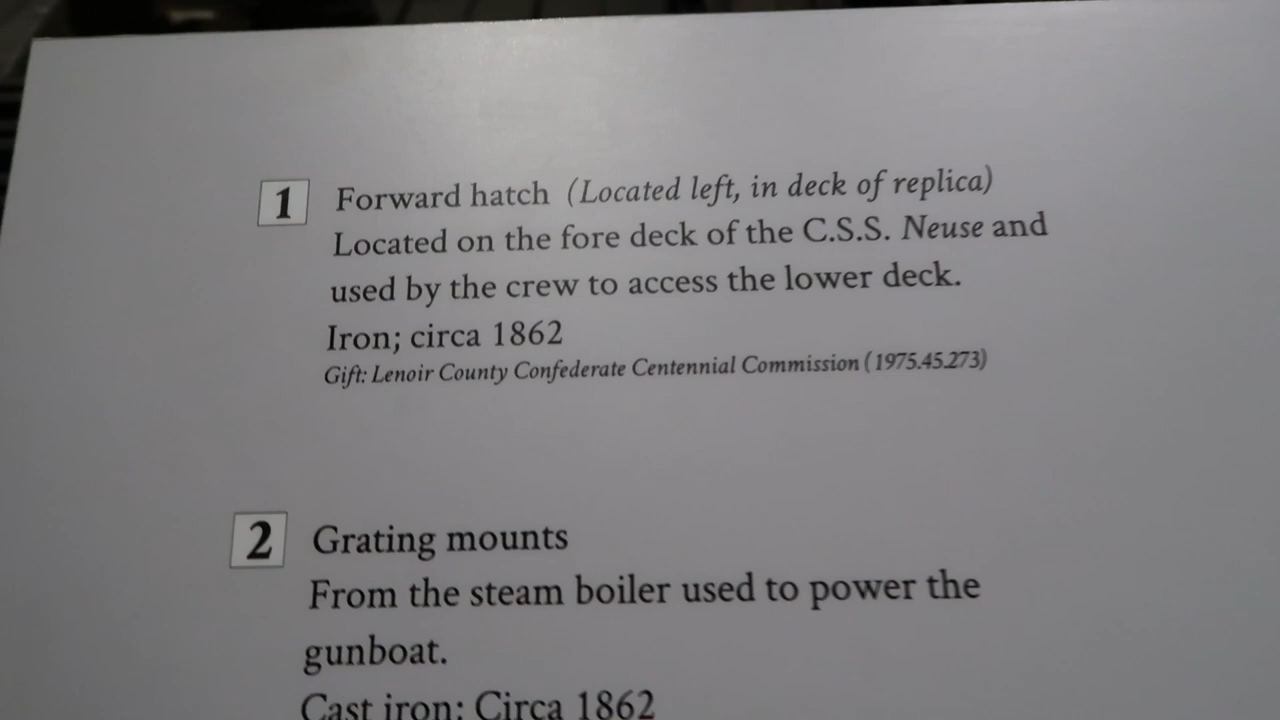 1 Forward hatch (Located left, in deck of replica)
Located on the fore deck of the C.S.S. Neuse and
used by the crew to access the lower deck.
Iron; circa 1862
Gift: Lenoir County Confederate Centennial Commission (1975.45.273)
2 Grating mounts
From the steam boiler used to power the
gunboat.
Cast iron; Circa 1862